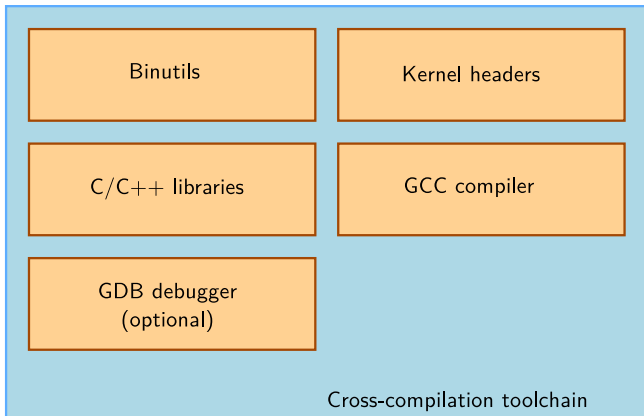 Binutils
Kernel headers
C/C++ libraries
GCC compiler
GDB debugger
(optional)
Cross-compilation toolchain